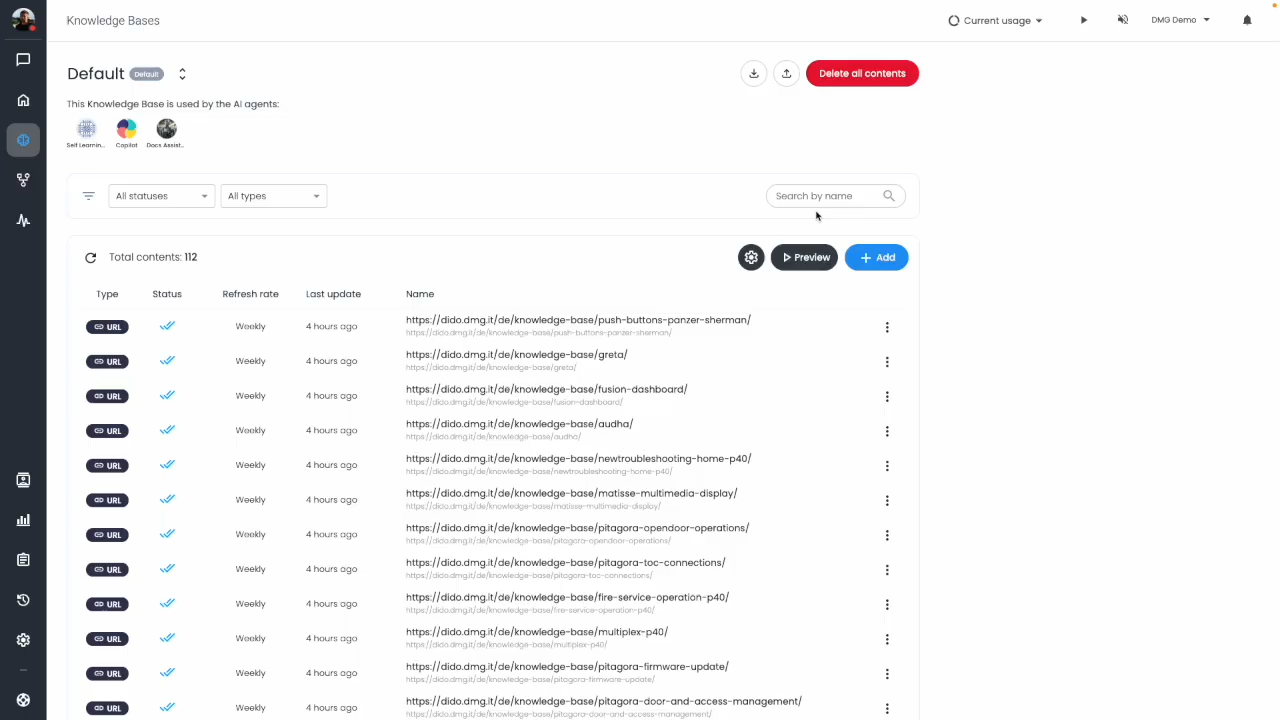 Knowledge Bases
Current usage
DMG Demo
Default Default
Delete all contents
This Knowledge Base is used by the AI agents:
Self Learnin... Copilot Docs Assist...
All statuses All types Search by name
Total contents: 112 Preview + Add
Type Status Refresh rate Last update Name
URL Weekly 4 hours ago https://dido.dmg.it/de/knowledge-base/push-buttons-panzer-sherman/
https://dido.dmg.it/de/knowledge-base/push-buttons-panzer-sherman/
URL Weekly 4 hours ago https://dido.dmg.it/de/knowledge-base/greta/
https://dido.dmg.it/de/knowledge-base/greta/
URL Weekly 4 hours ago https://dido.dmg.it/de/knowledge-base/fusion-dashboard/
https://dido.dmg.it/de/knowledge-base/fusion-dashboard/
URL Weekly 4 hours ago https://dido.dmg.it/de/knowledge-base/audha/
https://dido.dmg.it/de/knowledge-base/audha/
URL Weekly 4 hours ago https://dido.dmg.it/de/knowledge-base/newtroubleshooting-home-p40/
https://dido.dmg.it/de/knowledge-base/newtroubleshooting-home-p40/
URL Weekly 4 hours ago https://dido.dmg.it/de/knowledge-base/matisse-multimedia-display/
https://dido.dmg.it/de/knowledge-base/matisse-multimedia-display/
URL Weekly 4 hours ago https://dido.dmg.it/de/knowledge-base/pitagora-opendoor-operations/
https://dido.dmg.it/de/knowledge-base/pitagora-opendoor-operations/
URL Weekly 4 hours ago https://dido.dmg.it/de/knowledge-base/pitagora-toc-connections/
https://dido.dmg.it/de/knowledge-base/pitagora-toc-connections/
URL Weekly 4 hours ago https://dido.dmg.it/de/knowledge-base/fire-service-operation-p40/
https://dido.dmg.it/de/knowledge-base/fire-service-operation-p40/
URL Weekly 4 hours ago https://dido.dmg.it/de/knowledge-base/multiplex-p40/
https://dido.dmg.it/de/knowledge-base/multiplex-p40/
URL Weekly 4 hours ago https://dido.dmg.it/de/knowledge-base/pitagora-firmware-update/
https://dido.dmg.it/de/knowledge-base/pitagora-firmware-update/
URL Weekly 4 hours ago https://dido.dmg.it/de/knowledge-base/pitagora-door-and-access-management/
https://dido.dmg.it/de/knowledge-base/pitagora-door-and-access-management/